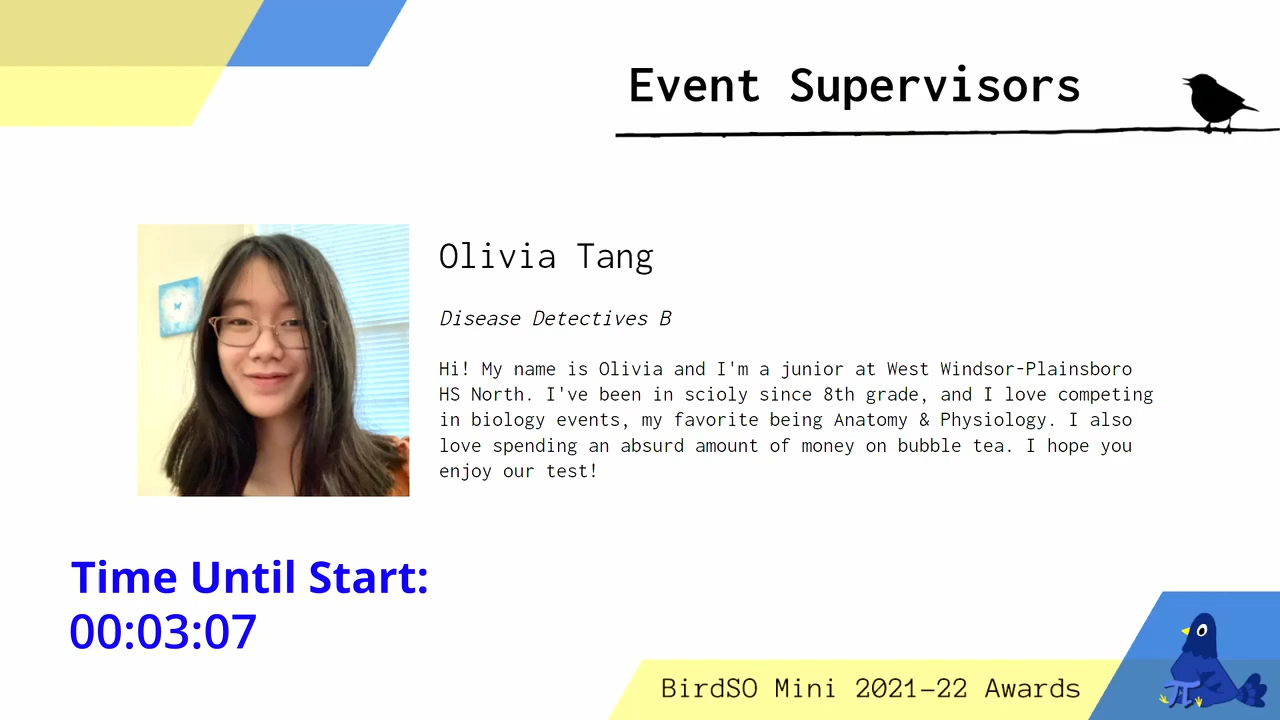 Event Supervisors
Olivia Tang
Disease Detectives B
Hi! My name is Olivia and I'm a junior at West Windsor-Plainsboro
HS North. I've been in scioly since 8th grade, and I love competing
in biology events, my favorite being Anatomy & Physiology. I also
love spending an absurd amount of money on bubble tea. I hope you
enjoy our test!
Time Until Start:
00:03:07
BirdSO Mini 2021-22 Awards